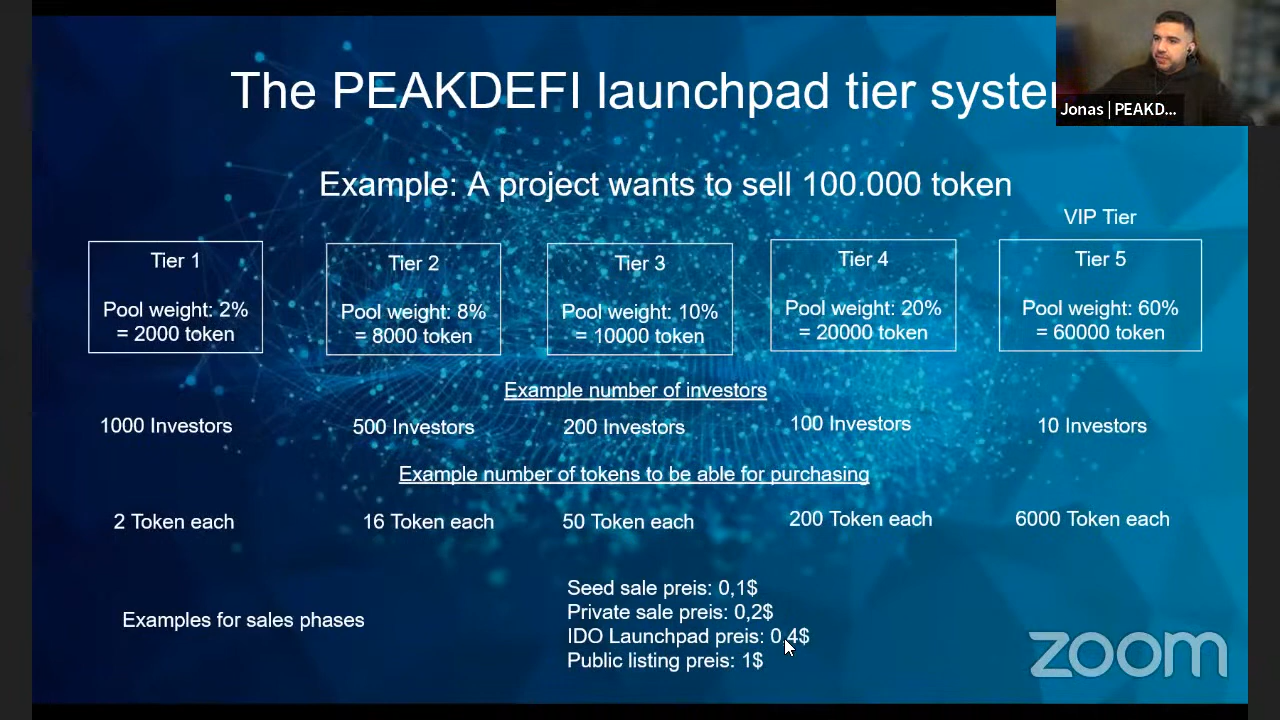 The PEAKDEFI launchpad tier system
Jonas | PEAKD...
Example: A project wants to sell 100.000 token
VIP Tier
Tier 1
Pool weight: 2%
= 2000 token
Tier 2
Pool weight: 8%
= 8000 token
Tier 3
Pool weight: 10%
= 10000 token
Tier 4
Pool weight: 20%
= 20000 token
Tier 5
Pool weight: 60%
= 60000 token
Example number of investors
1000 Investors
500 Investors
200 Investors
100 Investors
10 Investors
Example number of tokens to be able for purchasing
2 Token each
16 Token each
50 Token each
200 Token each
6000 Token each
Examples for sales phases
Seed sale preis: 0,1$
Private sale preis: 0,2$
IDO Launchpad preis: 0,4$
Public listing preis: 1$
zoom